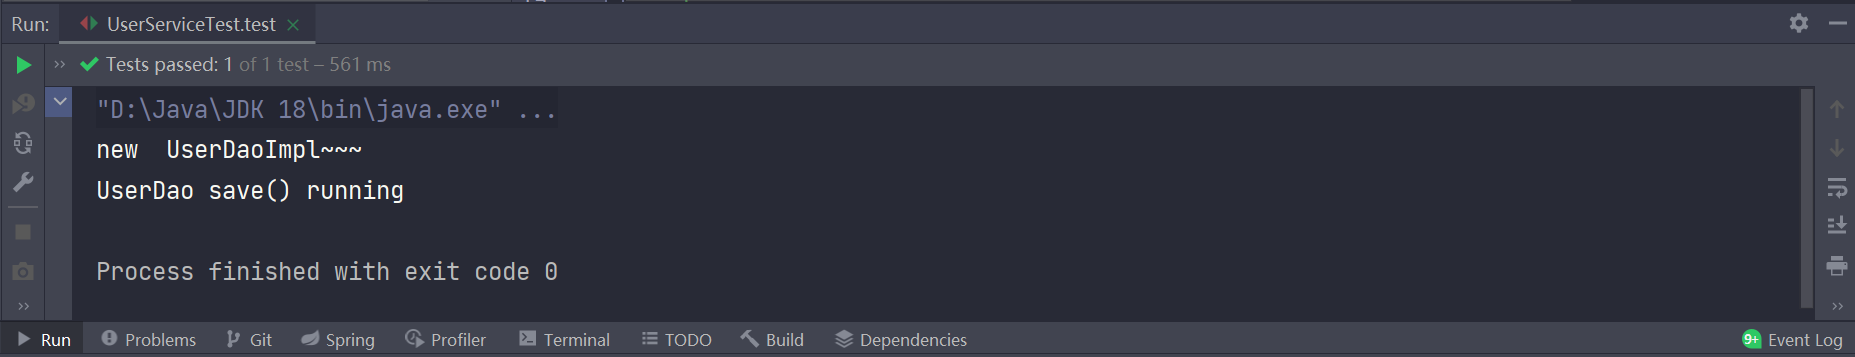 Run: UserServiceTest.test
Tests passed: 1 of 1 test – 561 ms
"D:\Java\JDK 18\bin\java.exe" ...
new  UserDaoImpl~~~
UserDao save() running
Process finished with exit code 0
Run Problems Git Spring Profiler Terminal TODO Build Dependencies 9+ Event Log